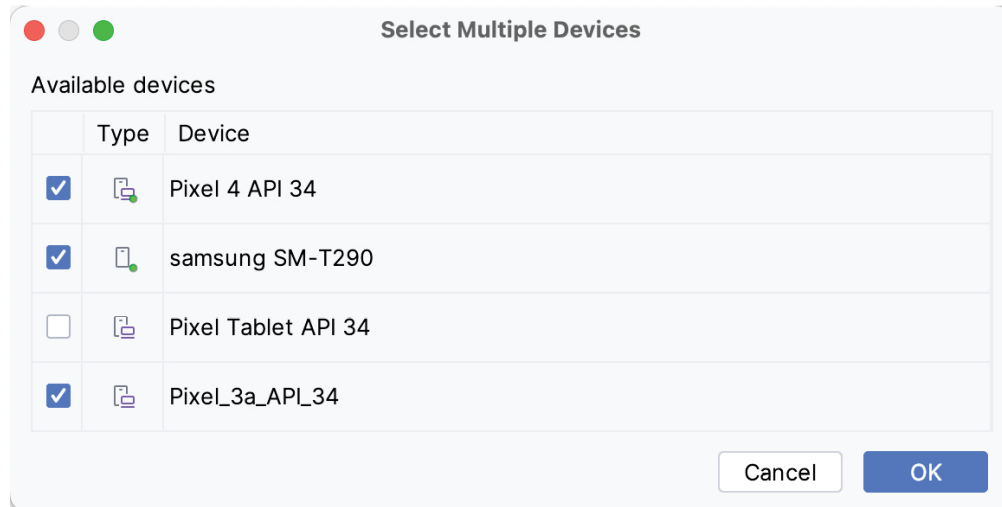 Select Multiple Devices
Available devices
Type Device
Pixel 4 API 34
samsung SM-T290
Pixel Tablet API 34
Pixel_3a_API_34
Cancel OK